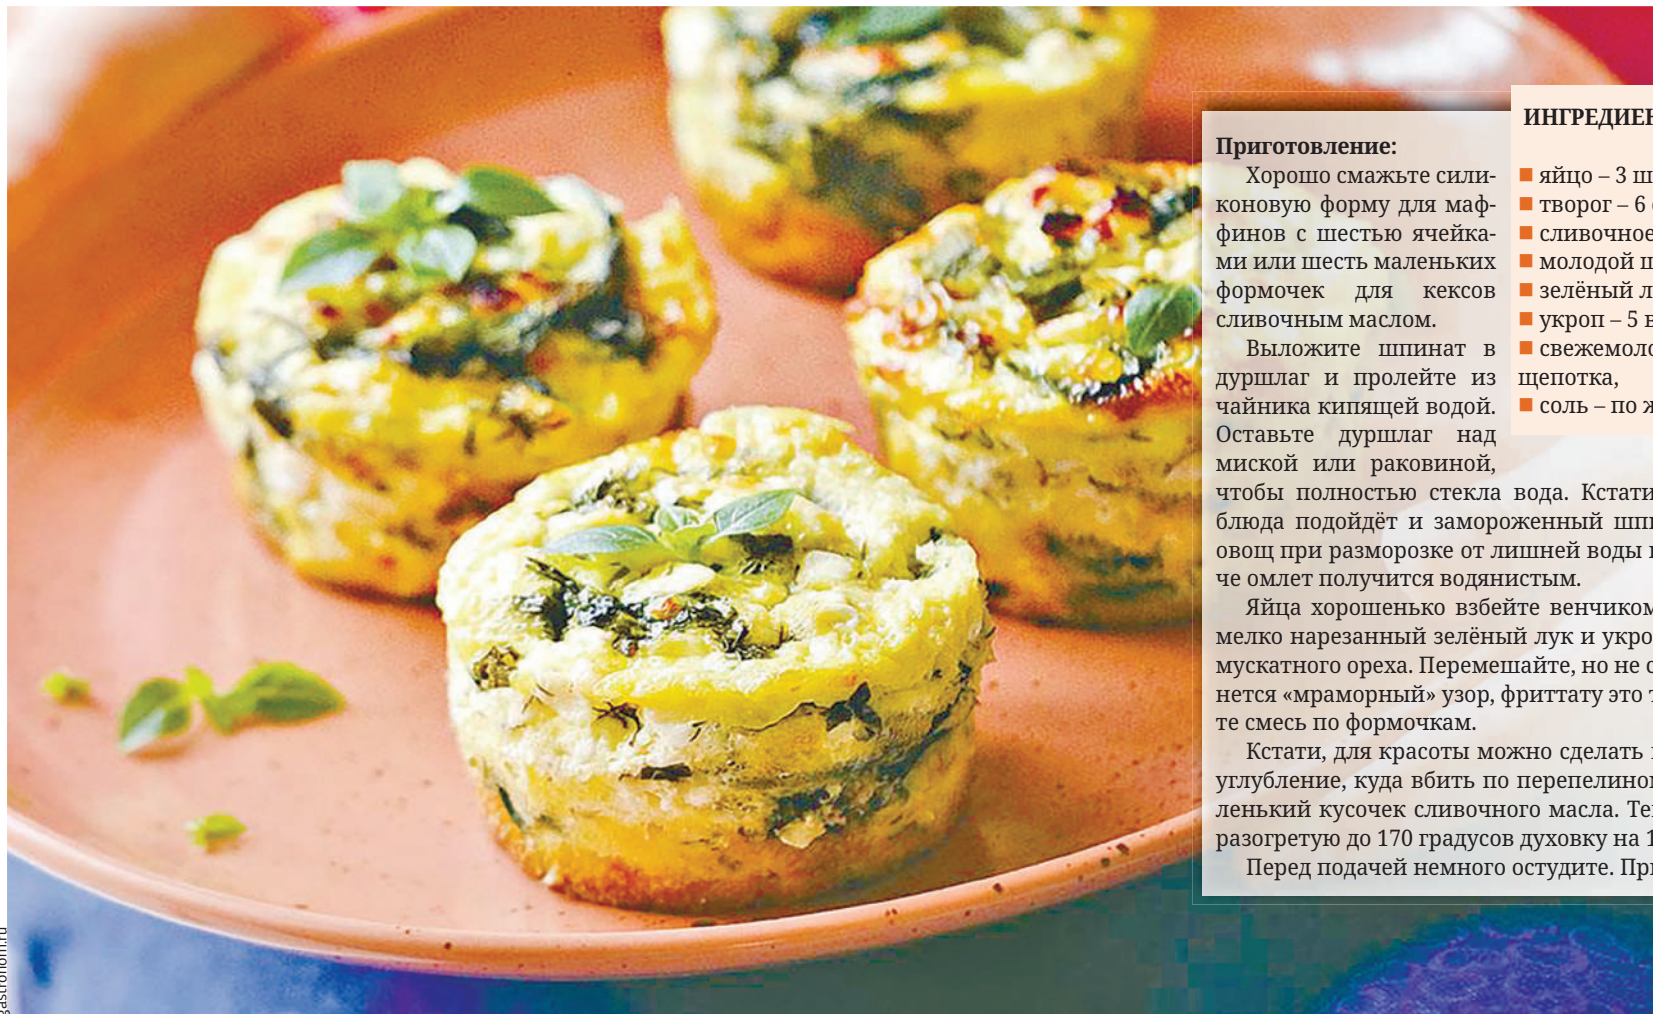 Приготовление:
Хорошо смажьте сили-
коновую форму для маф-
финов с шестью ячейка-
ми или шесть маленьких
формочек для кексов
сливочным маслом.
Выложите шпинат в
дуршлаг и пролейте из
чайника кипящей водой.
Оставьте дуршлаг над
миской или раковиной,
чтобы полностью стекла вода. Кстати
блюда подойдёт и замороженный
овощ при разморозке от лишней воды
че омлет получится водянистым.
Яйца хорошенько взбейте венчиком
мелко нарезанный зелёный лук и
мускатного ореха. Перемешайте, но не
нется «мраморный» узор, фриттату это
те смесь по формочкам.
Кстати, для красоты можно сделать
углубление, куда вбить по
ленький кусочек сливочного масла.
разогретую до 170 градусов духовку на
Перед подачей немного остудите.
яйцо – 3
творог – 6
сливочное
молодой
зелёный
укроп – 5
щепотка,
соль – по
gastronom.ru